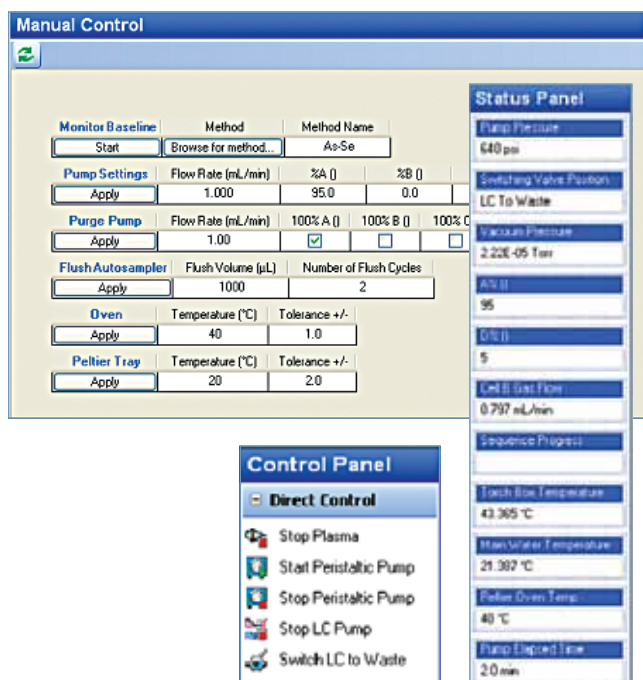 Manual Control
Monitor Baseline Method Method Name
Start Browse for method... As-Se
Pump Settings Flow Rate (mL/min) %A () %B ()
Apply 1.000 95.0 0.0
Purge Pump Flow Rate (mL/min) 100% A () 100% B () 100% C
Apply 1.00
Flush Autosampler Flush Volume (µL) Number of Flush Cycles
Apply 1000 2
Oven Temperature (°C) Tolerance +/-
Apply 40 1.0
Peltier Tray Temperature (°C) Tolerance +/-
Apply 20 2.0
Status Panel
Pump Pressure
640 psi
Switching Valve Position
LC To Waste
Vacuum Pressure
2.22E-05 Torr
A% ()
95
D% ()
5
Cell B Gas Flow
0.797 mL/min
Sequence Progress
Torch Box Temperature
43.365 °C
Main Water Temperature
21.387 °C
Peltier Oven Temp
40 °C
Pump Elapsed Time
2.0 min
Control Panel
Direct Control
Stop Plasma
Start Peristaltic Pump
Stop Peristaltic Pump
Stop LC Pump
Switch LC to Waste